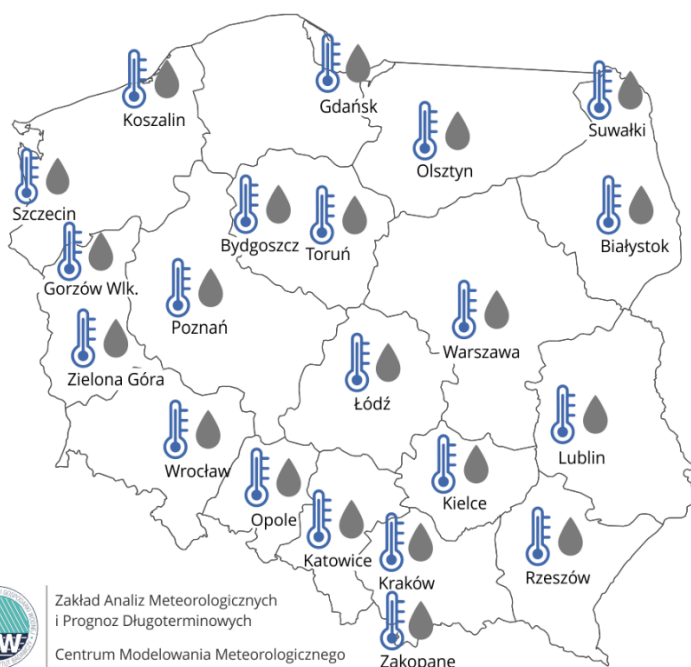 Koszalin
Gdańsk
Suwałki
Olsztyn
Szczecin
Bydgoszcz
Toruń
Białystok
Gorzów Wlk.
Poznań
Warszawa
Zielona Góra
Łódź
Wrocław
Lublin
Kielce
Opole
Katowice
Kraków
Rzeszów
Zakopane
Zakład Analiz Meteorologicznych
i Prognoz Długoterminowych
Centrum Modelowania Meteorologicznego